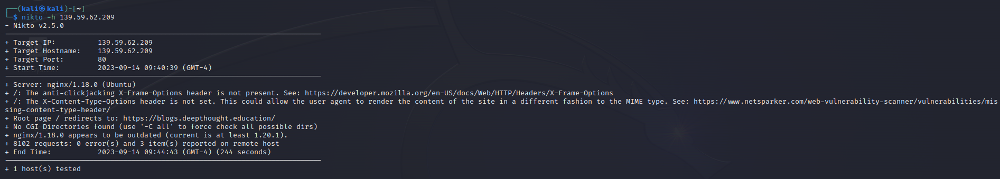 ┌──(kali㉿kali)-[~]
└─$ nikto -h 139.59.62.209
- Nikto v2.5.0
---------------------------------------------------------------------------
+ Target IP:          139.59.62.209
+ Target Hostname:    139.59.62.209
+ Target Port:        80
+ Start Time:         2023-09-14 09:40:39 (GMT-4)
---------------------------------------------------------------------------
+ Server: nginx/1.18.0 (Ubuntu)
+ /: The anti-clickjacking X-Frame-Options header is not present. See: https://developer.mozilla.org/en-US/docs/Web/HTTP/Headers/X-Frame-Options
+ /: The X-Content-Type-Options header is not set. This could allow the user agent to render the content of the site in a different fashion to the MIME type. See: https://www.netsparker.com/web-vulnerability-scanner/vulnerabilities/mis
sing-content-type-header/
+ Root page / redirects to: https://blogs.deepthought.education/
+ No CGI Directories found (use '-C all' to force check all possible dirs)
+ nginx/1.18.0 appears to be outdated (current is at least 1.20.1).
+ 8102 requests: 0 error(s) and 3 item(s) reported on remote host
+ End Time:           2023-09-14 09:44:43 (GMT-4) (244 seconds)
---------------------------------------------------------------------------
+ 1 host(s) tested